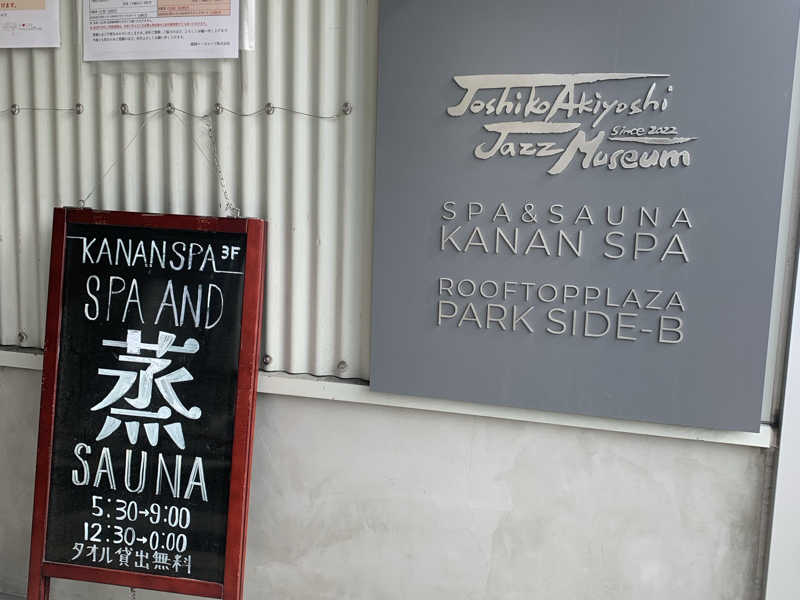 Toshiko Akiyoshi
Jazz Museum
Since 2022
SPA&SAUNA
KANAN SPA
ROOFTOPPLAZA
PARK SIDE-B
KANANSPA 3F
SPA AND
蒸
SAUNA
5:30→9:00
12:30→0:00
タオル貸出無料